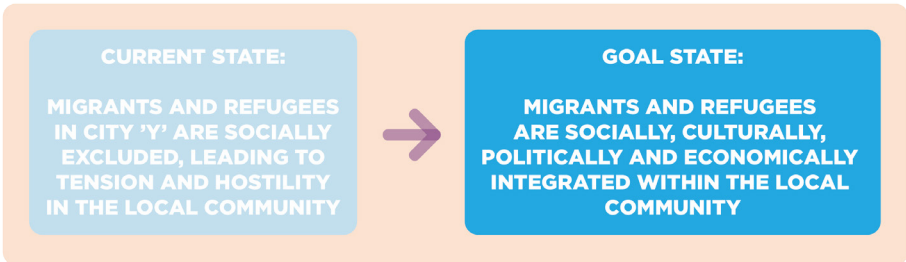 CURRENT STATE:
MIGRANTS AND REFUGEES
IN CITY ’Y’ ARE SOCIALLY
EXCLUDED, LEADING TO
TENSION AND HOSTILITY
IN THE LOCAL COMMUNITY
GOAL STATE:
MIGRANTS AND REFUGEES
ARE SOCIALLY, CULTURALLY,
POLITICALLY AND ECONOMICALLY
INTEGRATED WITHIN THE LOCAL
COMMUNITY